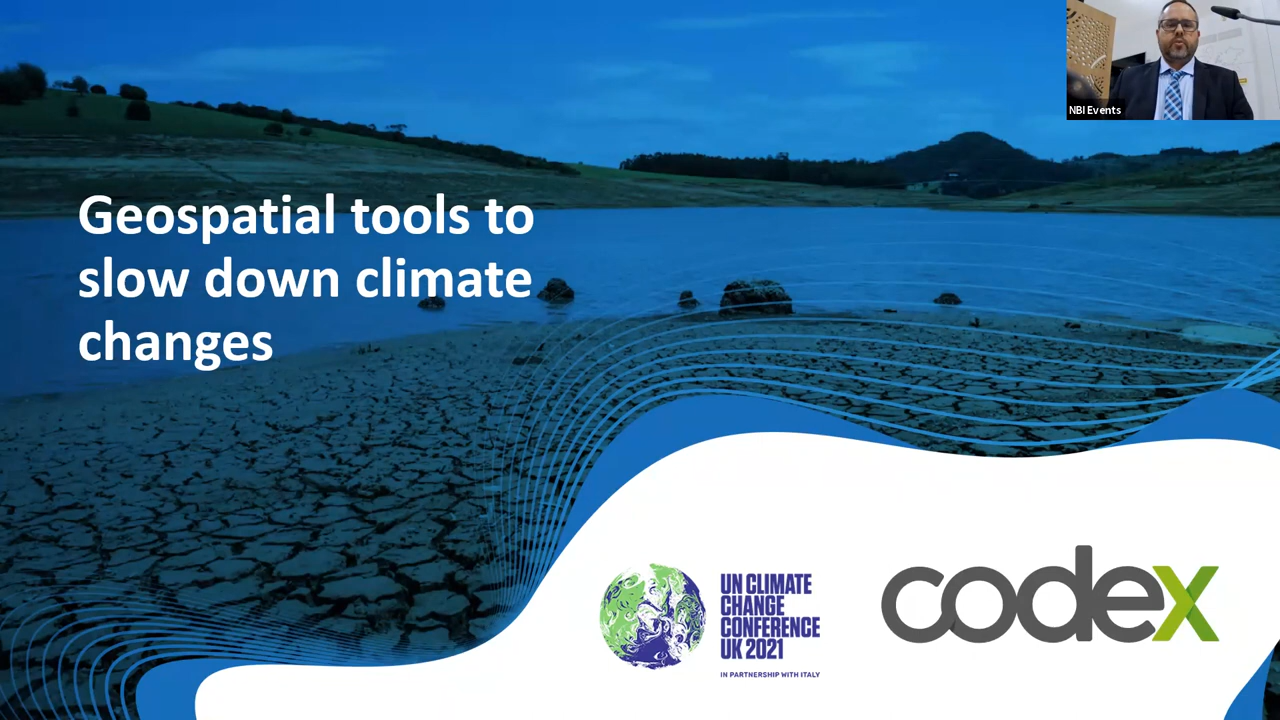 NBI Events
Geospatial tools to
slow down climate
changes
UN CLIMATE
CHANGE
CONFERENCE
UK 2021
IN PARTNERSHIP WITH ITALY
codex